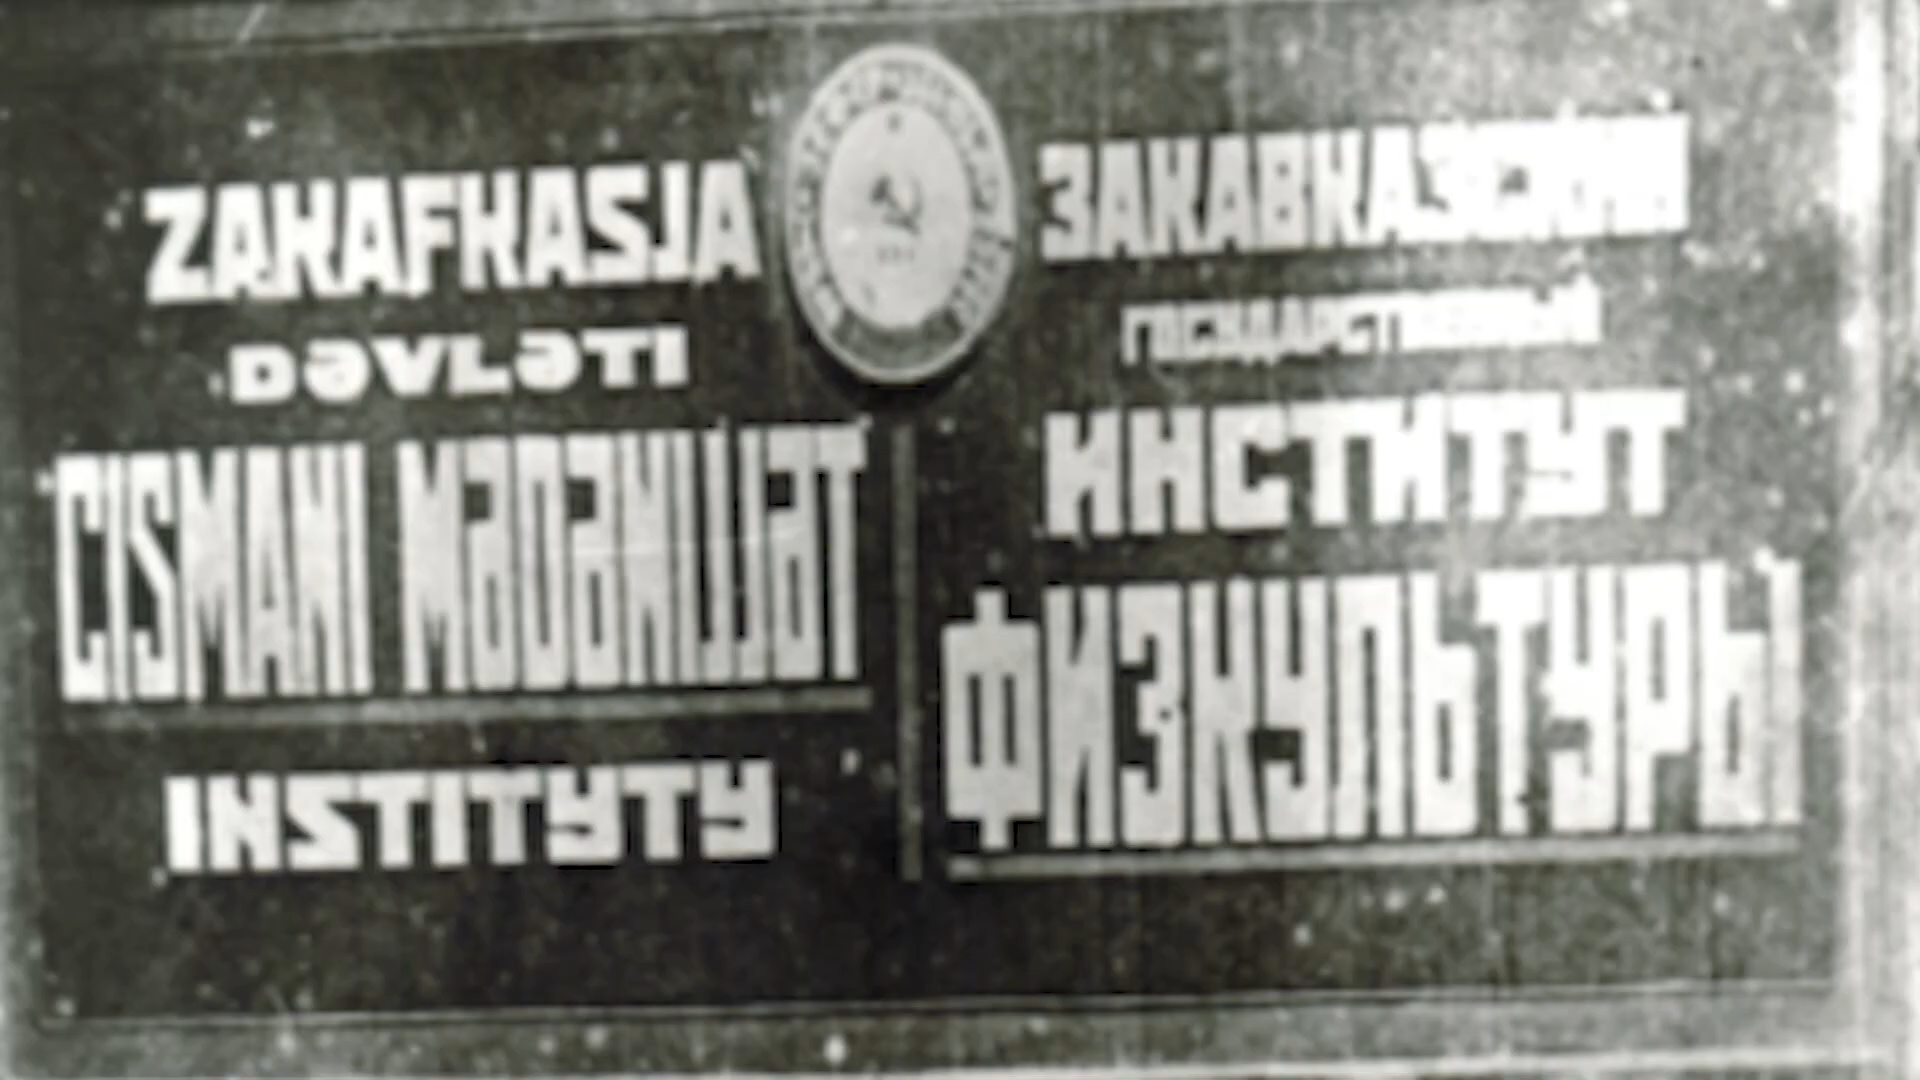 ZAKAFKASJA
DƏVLƏTI
CISMANI MƏDƏNIJJƏT
INSTITYTY
ЗАКАВКАЗСКИЙ
ГОСУДАРСТВЕННЫЙ
ИНСТИТУТ
ФИЗКУЛЬТУРЫ